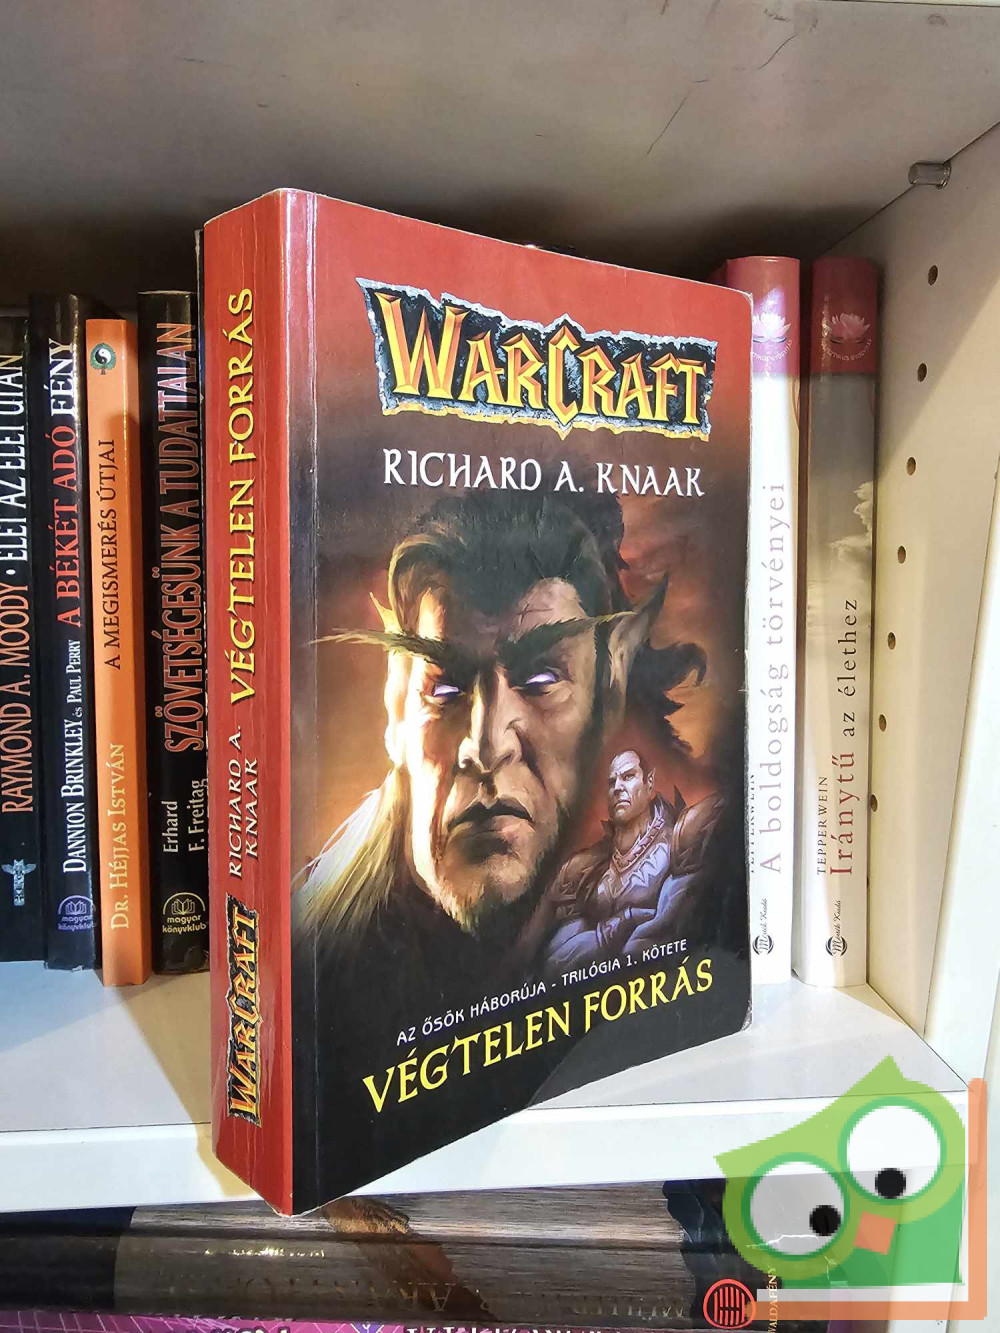 WARCRAFT
RICHARD A. KNAAK
AZ ŐSÖK HÁBORÚJA - TRILÓGIA 1. KÖTETE
VÉGTELEN FORRÁS
VÉGTELEN FORRÁS
RICHARD A.
KNAAK
WARCRAFT
RAYMOND A. MOODY • ÉLET AZ ÉLET UTÁN
DANION BRINKLEY és PAUL PERRY A BÉKÉT ADÓ FÉNY
magyar
könyvklub
DR. HÉJJAS ISTVÁN A MEGISMERÉS ÚTJAI
Erhard
F. Freitag
SZÖVETSÉGESÜNK A TUDATTALAN
magyar
könyvklub
A boldogság törvényei
TEPPERWEIN
Iránytű az élethez